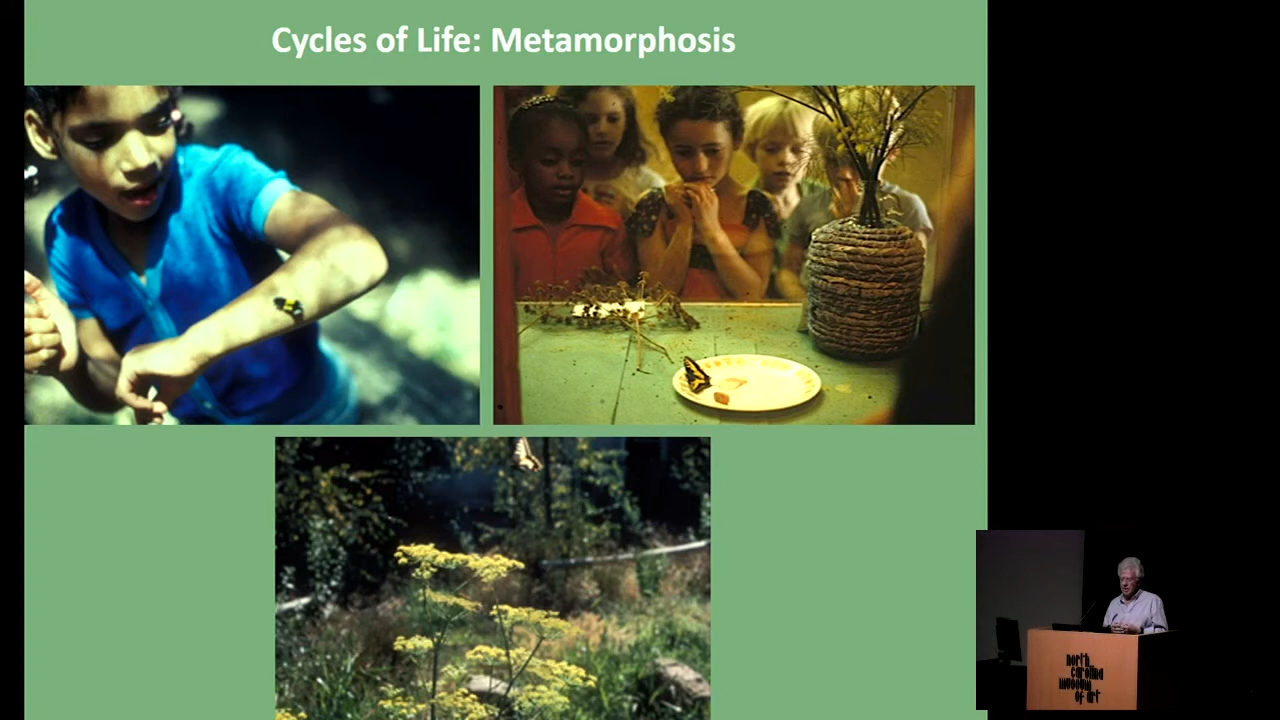 Cycles of Life: Metamorphosis
north
carolina
museum
of art